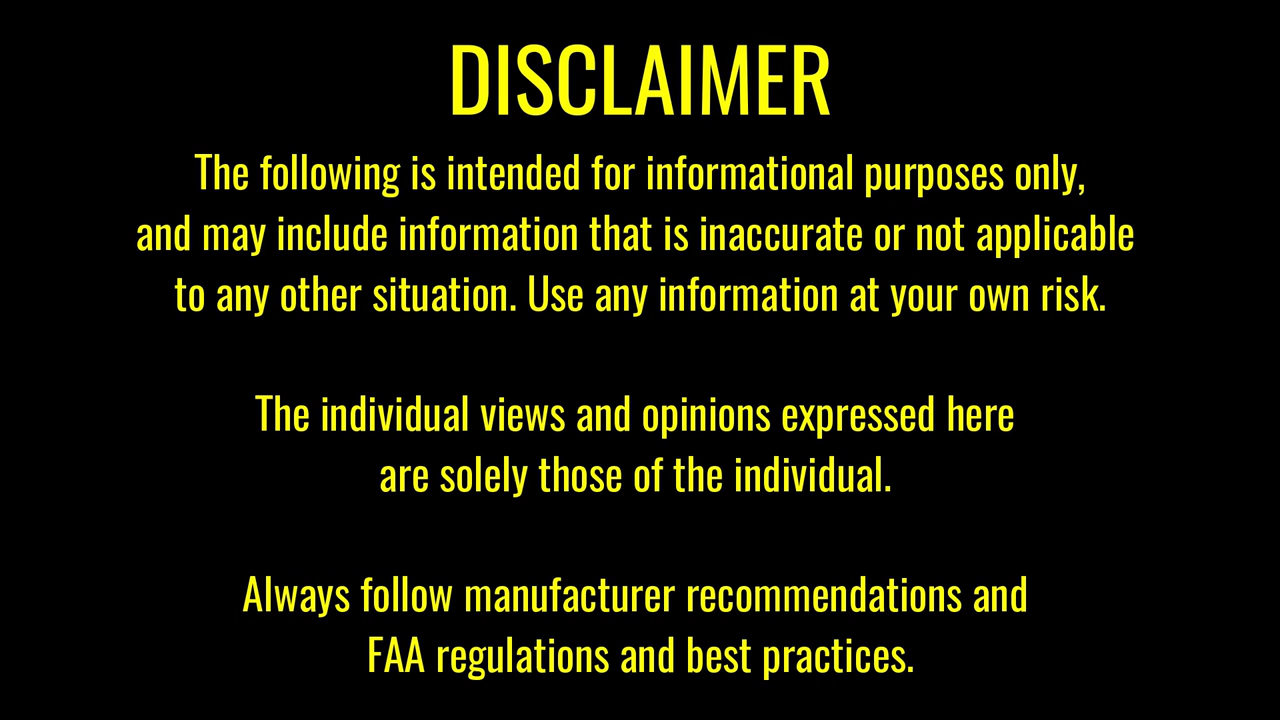 DISCLAIMER
The following is intended for informational purposes only,
and may include information that is inaccurate or not applicable
to any other situation. Use any information at your own risk.
The individual views and opinions expressed here
are solely those of the individual.
Always follow manufacturer recommendations and
FAA regulations and best practices.